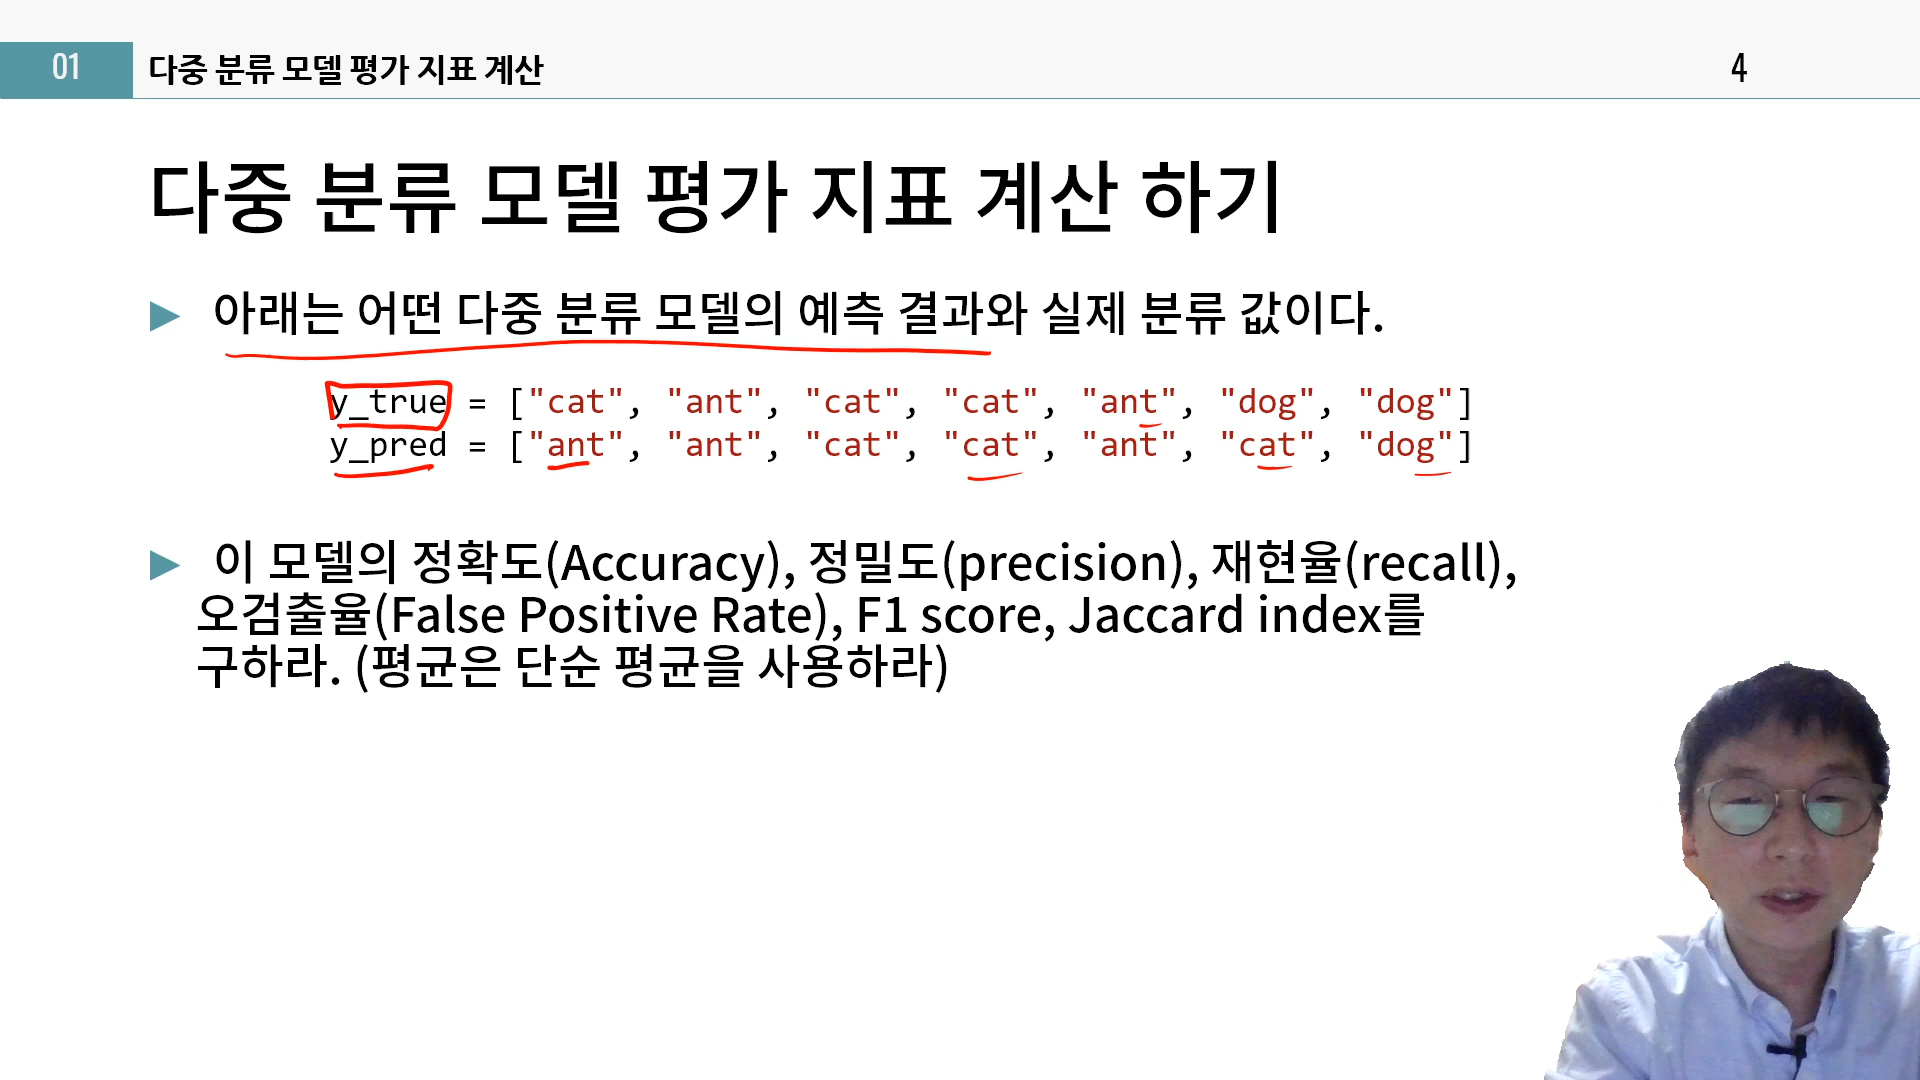 01
다중 분류 모델 평가 지표 계산
4
다중 분류 모델 평가 지표 계산 하기
▶ 아래는 어떤 다중 분류 모델의 예측 결과와 실제 분류 값이다.
y_true = ["cat", "ant", "cat", "cat", "ant", "dog", "dog"]
y_pred = ["ant", "ant", "cat", "cat", "ant", "cat", "dog"]
▶ 이 모델의 정확도(Accuracy), 정밀도(precision), 재현율(recall),
오검출율(False Positive Rate), F1 score, Jaccard index를
구하라. (평균은 단순 평균을 사용하라)